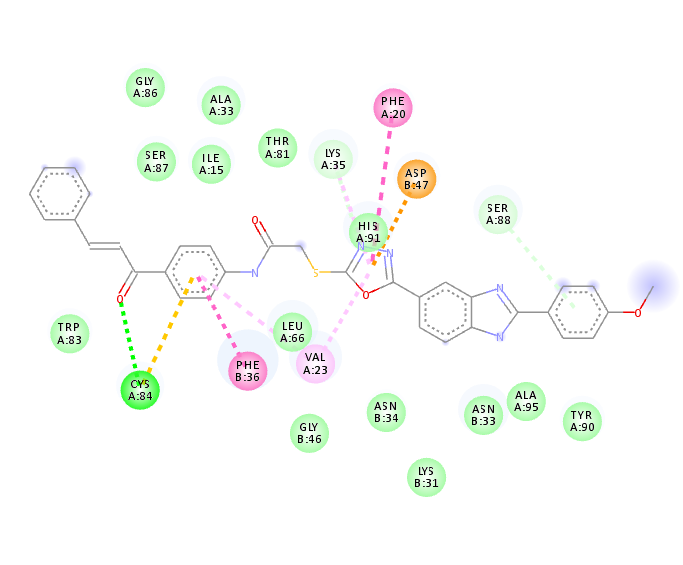 GLY
A:86
ALA
A:33
PHE
A:20
SER
A:87
ILE
A:15
THR
A:81
LYS
A:35
ASP
B:47
SER
A:88
HIS
A:91
O
N
N
N
S
O
O
N
N
O
TRP
A:83
LEU
A:66
VAL
A:23
CYS
A:84
PHE
B:36
GLY
B:46
ASN
B:34
ASN
B:33
ALA
A:95
TYR
A:90
LYS
B:31